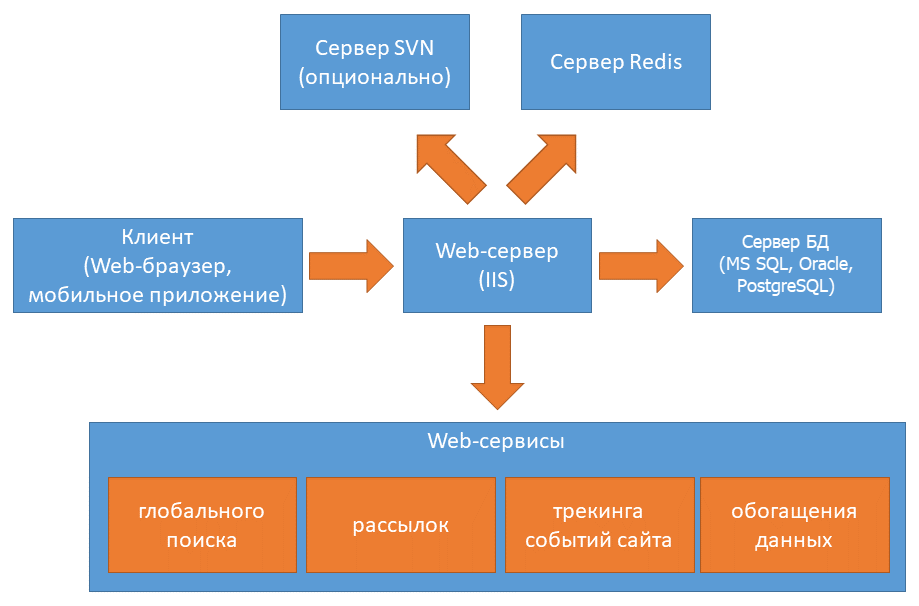 Сервер SVN
(опционально)
Сервер Redis
Клиент
(Web-браузер,
мобильное приложение)
Web-сервер
(IIS)
Сервер БД
(MS SQL, Oracle,
PostgreSQL)
Web-сервисы
глобального
поиска
рассылок
трекинга
событий сайта
обогащения
данных